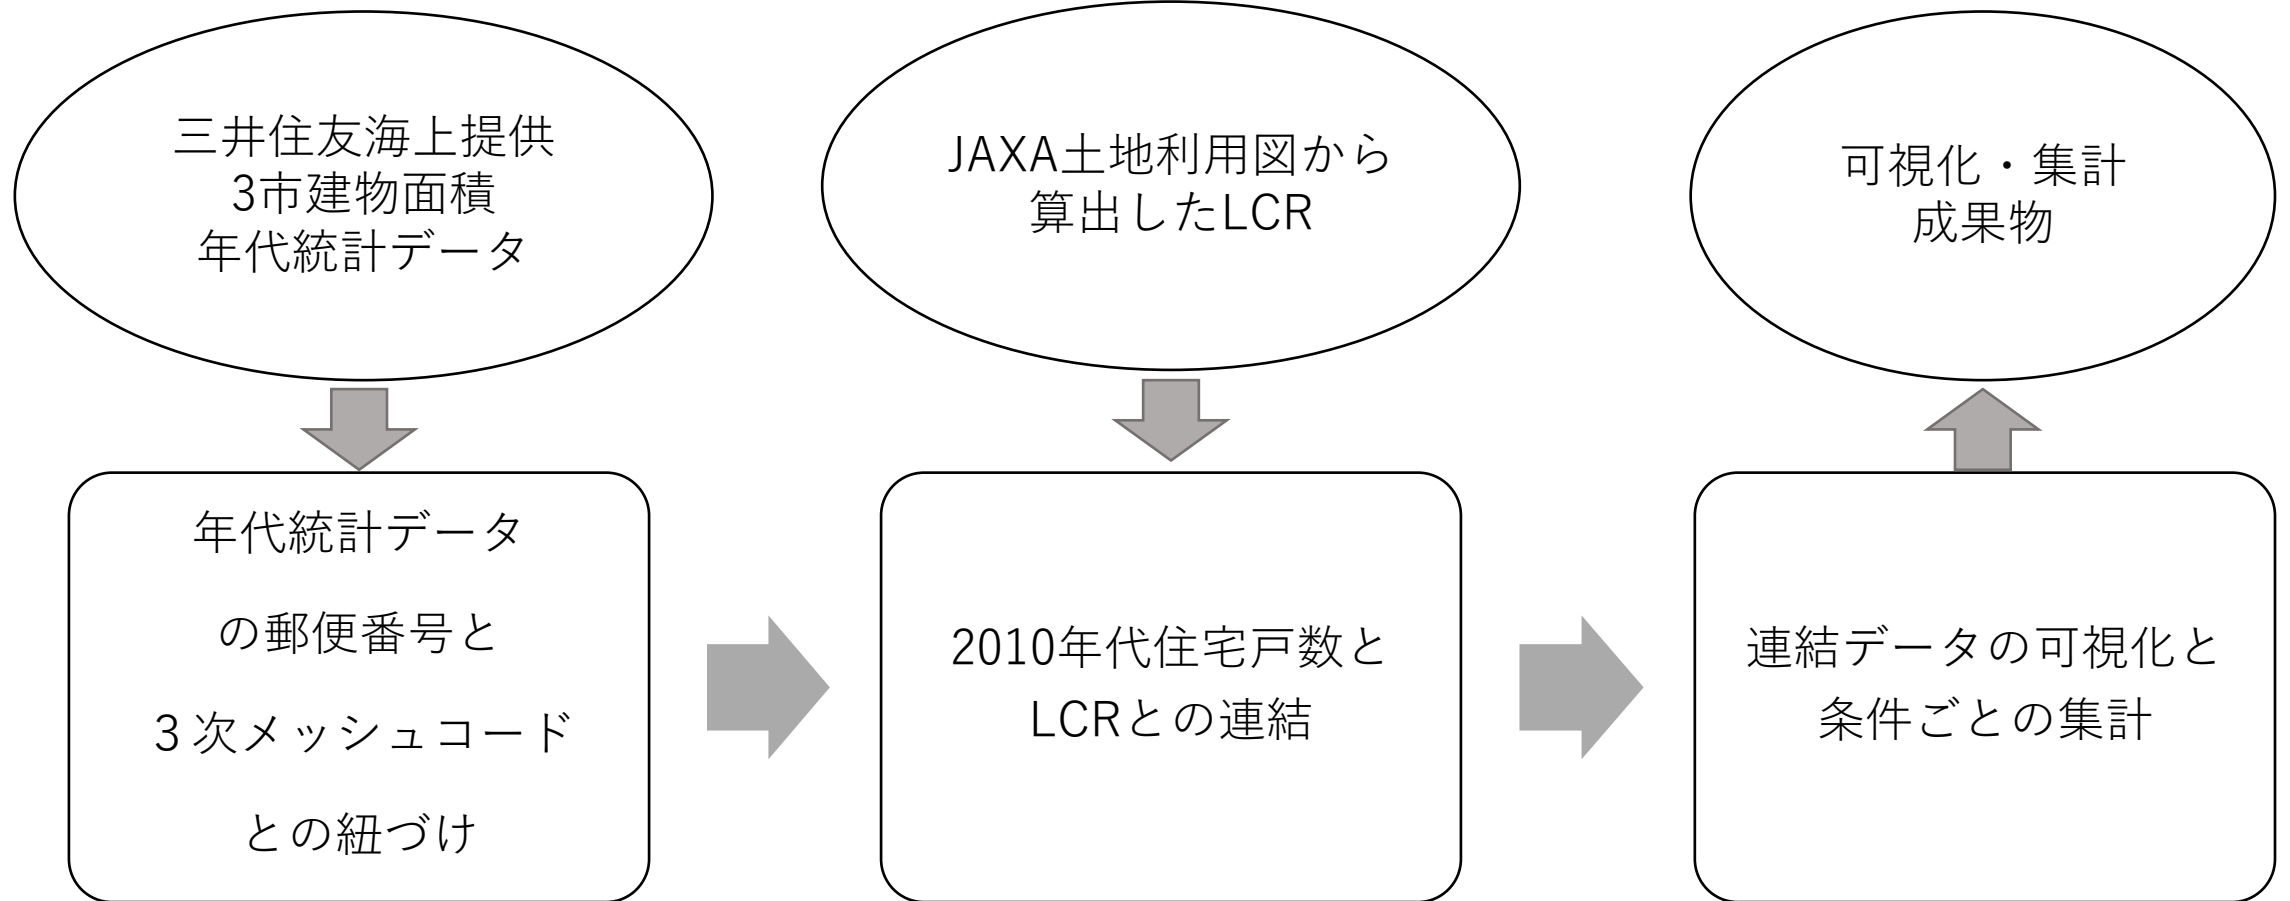 三井住友海上提供
3市建物面積
年代統計データ
JAXA土地利用図から
算出したLCR
可視化・集計
成果物
年代統計データ
の郵便番号と
３次メッシュコード
との紐づけ
2010年代住宅戸数と
LCRとの連結
連結データの可視化と
条件ごとの集計